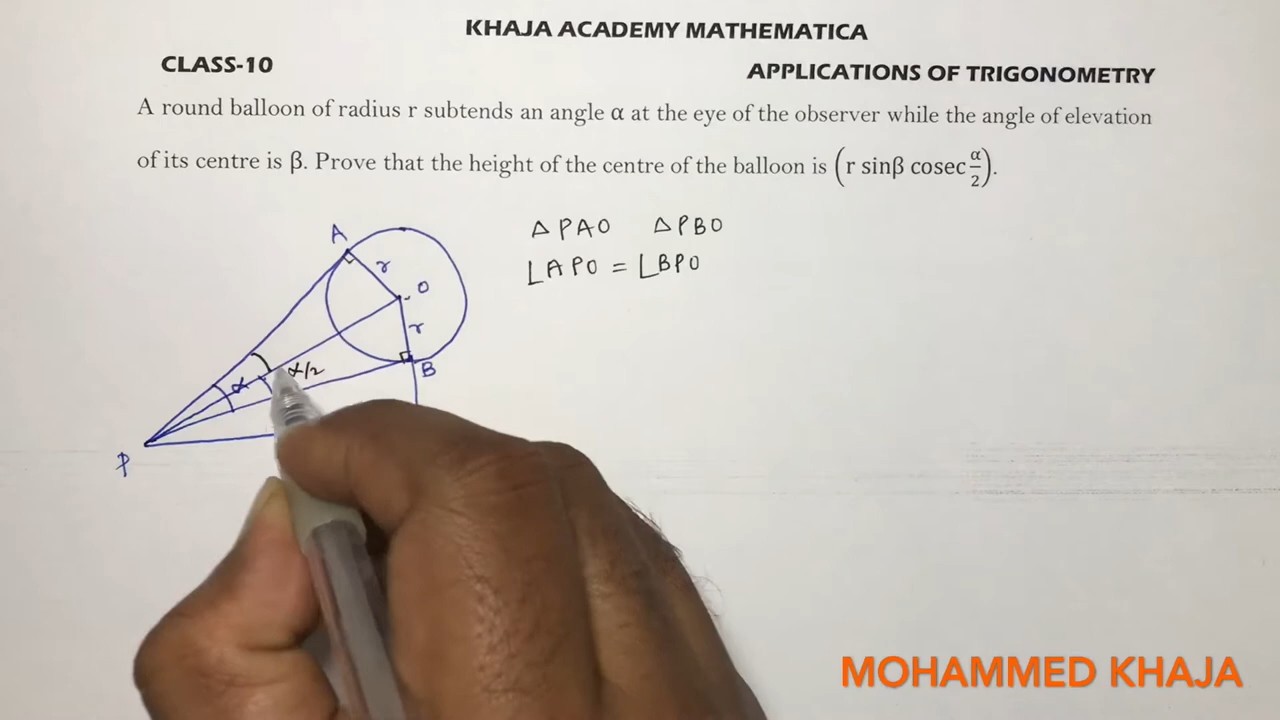 KHAJA ACADEMY MATHEMATICA
CLASS-10
APPLICATIONS OF TRIGONOMETRY
A round balloon of radius r subtends an angle α at the eye of the observer while the angle of elevation
of its centre is β. Prove that the height of the centre of the balloon is (r sinβ cosec α/2).
△PAO △PBO
∠APO = ∠BPO
A
r
O
r
B
α
α/2
P
MOHAMMED KHAJA